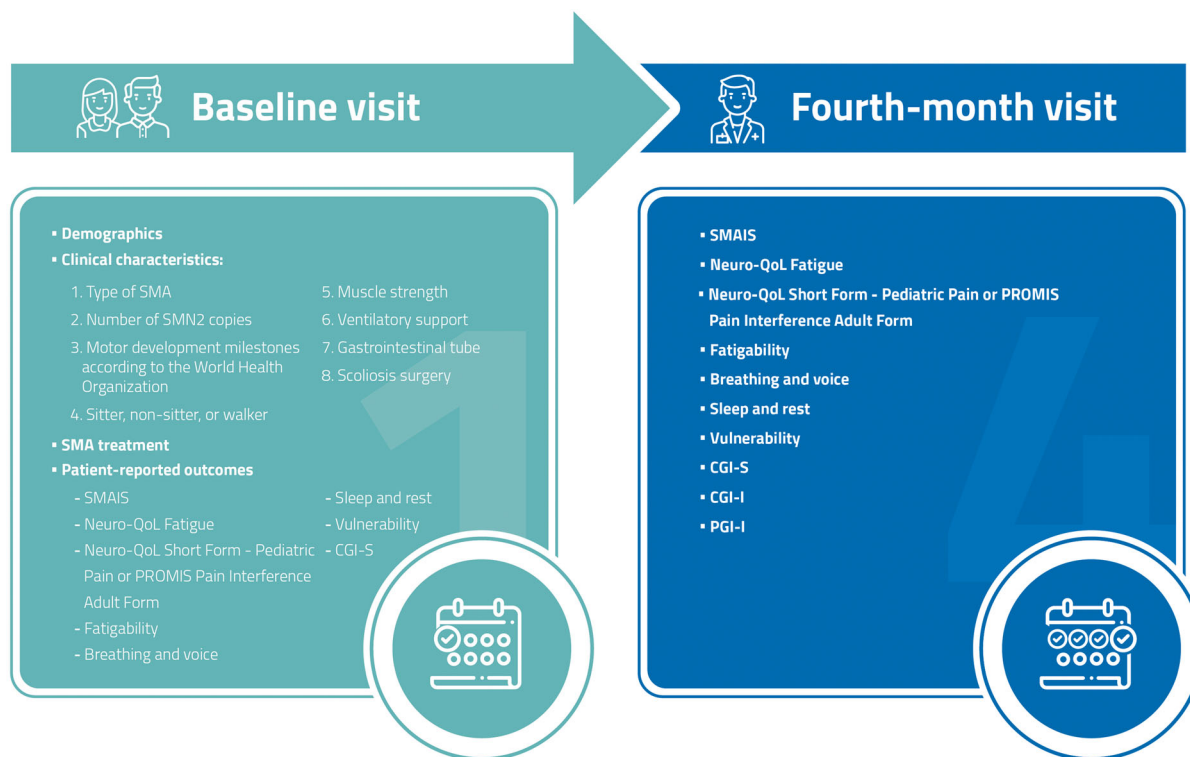 Baseline visit
▪ Demographics
▪ Clinical characteristics:
1. Type of SMA
2. Number of SMN2 copies
3. Motor development milestones
according to the World Health
Organization
4. Sitter, non-sitter, or walker
5. Muscle strength
6. Ventilatory support
7. Gastrointestinal tube
8. Scoliosis surgery
▪ SMA treatment
▪ Patient-reported outcomes
- SMAIS
- Neuro-QoL Fatigue
- Neuro-QoL Short Form - Pediatric
Pain or PROMIS Pain Interference
Adult Form
- Fatigability
- Breathing and voice
- Sleep and rest
- Vulnerability
- CGI-S
1
Fourth-month visit
▪ SMAIS
▪ Neuro-QoL Fatigue
▪ Neuro-QoL Short Form - Pediatric Pain or PROMIS
Pain Interference Adult Form
▪ Fatigability
▪ Breathing and voice
▪ Sleep and rest
▪ Vulnerability
▪ CGI-S
▪ CGI-I
▪ PGI-I
4